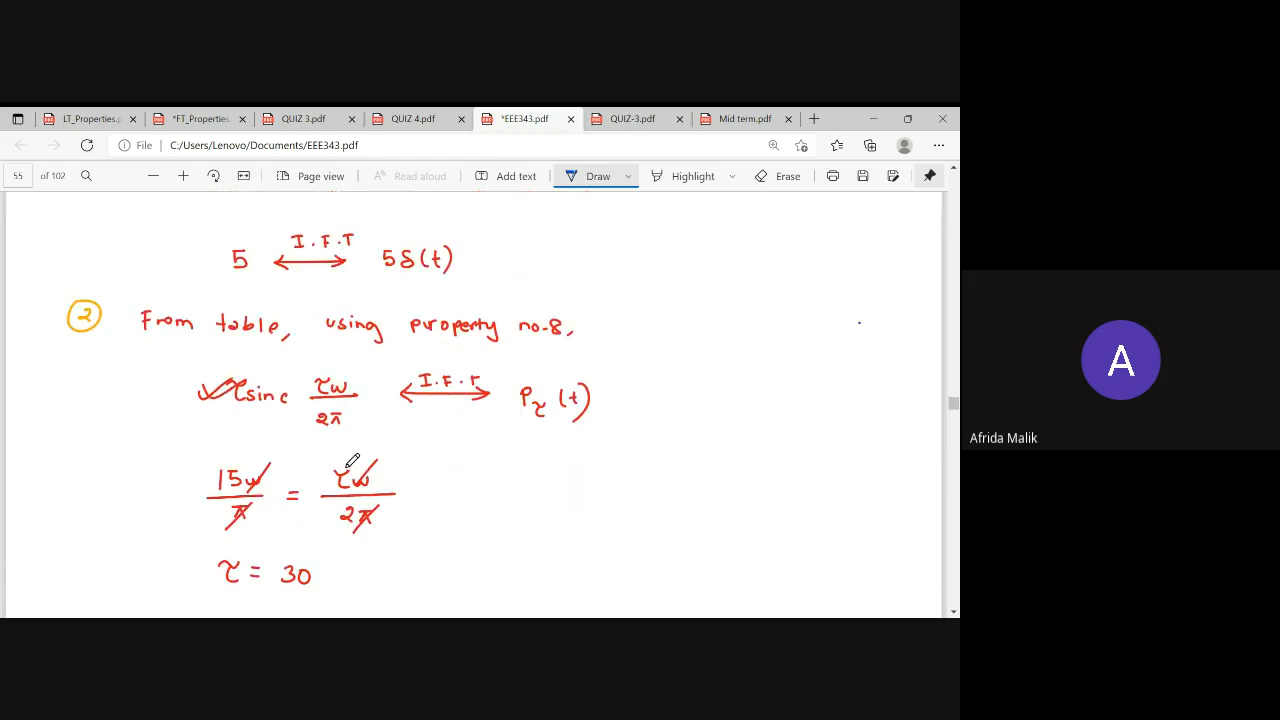 LT_Properties.p
*FT_Properties.
QUIZ 3.pdf
QUIZ 4.pdf
*EEE343.pdf
QUIZ-3.pdf
Mid term.pdf
File
C:/Users/Lenovo/Documents/EEE343.pdf
55 of 102
Page view
Read aloud
Add text
Draw
Highlight
Erase
5 ⟷ I.F.T 5δ(t)
② From table, using property no-8,
τsinc τω/2π ⟷ I.F.T Pτ(t)
15ω/π = τω/2π
τ = 30
A
Afrida Malik